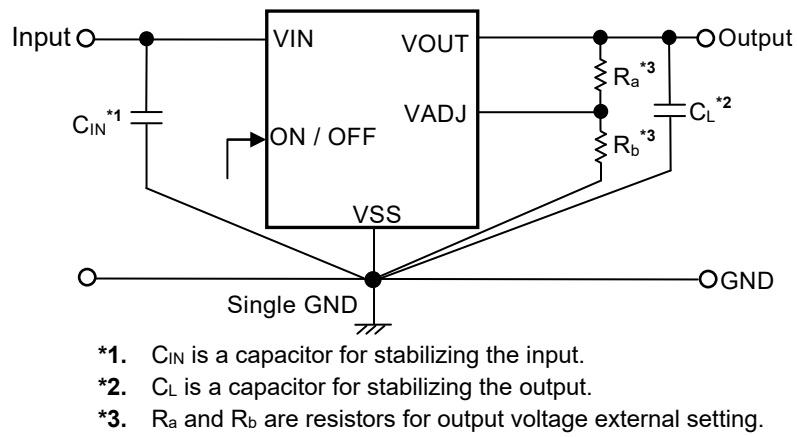 Input
VIN
VOUT
Output
Ra*3
CIN*1
VADJ
CL*2
ON / OFF
Rb*3
VSS
Single GND
GND
*1. CIN is a capacitor for stabilizing the input.
*2. CL is a capacitor for stabilizing the output.
*3. Ra and Rb are resistors for output voltage external setting.